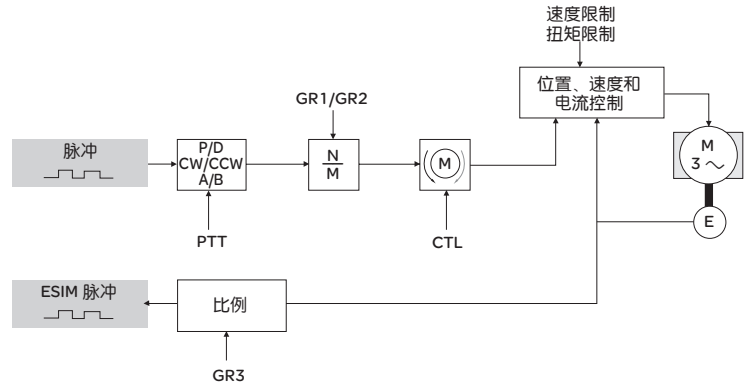 速度限制
扭矩限制
位置、速度和
电流控制
GR1/GR2
脉冲
P/D
CW/CCW
A/B
N
M
M
M
3 ～
PTT
CTL
E
ESIM 脉冲
比例
GR3